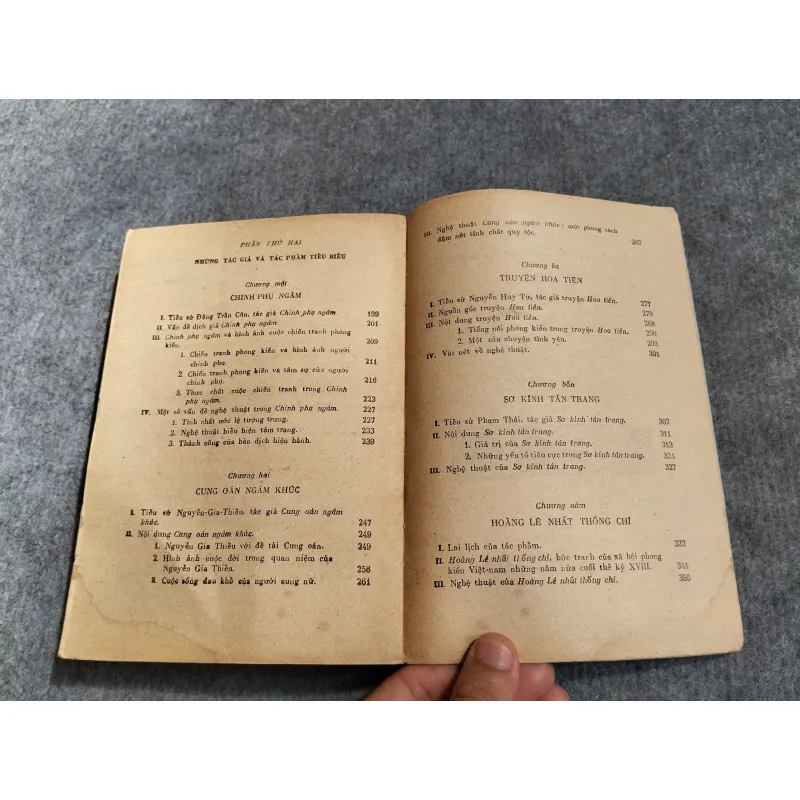 PHẦN THỨ HAI
NHỮNG TÁC GIẢ VÀ TÁC PHẨM TIÊU BIỂU
Chương một
CHINH PHỤ NGÂM
I. Tiểu sử Đặng Trần Côn, tác giả Chinh phụ ngâm. 199
II. Vấn đề dịch giả Chinh phụ ngâm. 201
III. Chinh phụ ngâm và hình ảnh cuộc chiến tranh phong
kiến. 209
1. Chiến tranh phong kiến và hình ảnh người
chinh phu. 211
2. Chiến tranh phong kiến và tâm sự của người
chinh phụ. 216
3. Thực chất cuộc chiến tranh trong Chinh
phụ ngâm. 223
IV. Một số vấn đề nghệ thuật trong Chinh phụ ngâm. 227
1. Tính chất ước lệ tượng trưng. 227
2. Nghệ thuật biểu hiện tâm trạng. 233
3. Thành công của bản dịch hiện hành. 239
Chương hai
CUNG OÁN NGÂM KHÚC
I. Tiểu sử Nguyễn-Gia-Thiều, tác giả Cung oán ngâm
khúc. 247
II. Nội dung Cung oán ngâm khúc. 249
1. Nguyễn Gia Thiều với đề tài Cung oán. 249
2. Hình ảnh cuộc đời trong quan niệm của
Nguyễn Gia Thiều. 256
3. Cuộc sống đau khổ của người cung nữ. 261
III. Nghệ thuật Cung oán ngâm khúc: một phong cách
đậm nét tính chất quý tộc. 267
Chương ba
TRUYỆN HOA TIÊN
I. Tiểu sử Nguyễn Huy Tự, tác giả truyện Hoa tiên. 277
II. Nguồn gốc truyện Hoa tiên. 279
III. Nội dung truyện Hoa tiên. 288
1. Tiếng nói phong kiến trong truyện Hoa tiên. 290
2. Một câu chuyện tình yêu. 293
IV. Vài nét về nghệ thuật. 301
Chương bốn
SƠ KÍNH TÂN TRANG
I. Tiểu sử Phạm Thái, tác giả Sơ kính tân trang. 307
II. Nội dung Sơ kính tân trang. 311
1. Giá trị của Sơ kính tân trang. 313
2. Những yếu tố tiêu cực trong Sơ kính tân trang. 324
III. Nghệ thuật của Sơ kính tân trang. 327
Chương năm
HOÀNG LÊ NHẤT THỐNG CHÍ
I. Lai lịch của tác phẩm. 332
II. Hoàng Lê nhất thống chí, bức tranh của xã hội phong
kiến Việt-nam những năm nửa cuối thế kỷ XVIII. 341
III. Nghệ thuật của Hoàng Lê nhất thống chí. 355